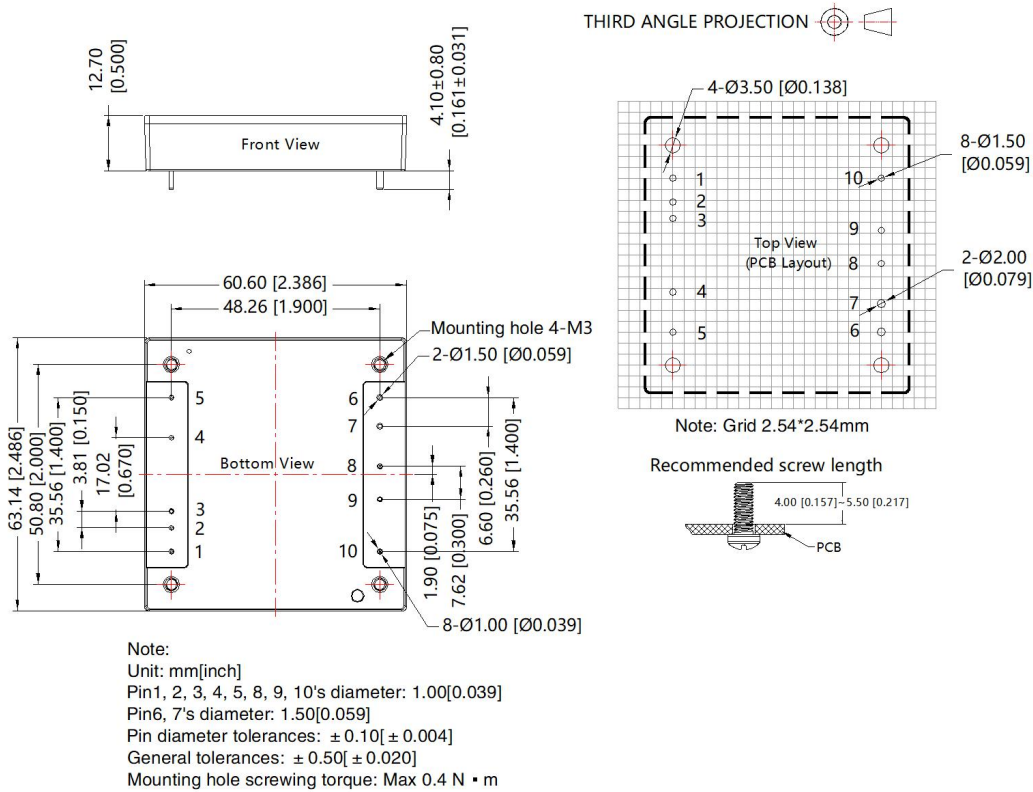 THIRD ANGLE PROJECTION
12.70
[0.500]
4.10±0.80
[0.161±0.031]
Front View
4-Ø3.50 [Ø0.138]
8-Ø1.50
[Ø0.059]
1
10
2
3
9
Top View
(PCB Layout)
8
2-Ø2.00
[Ø0.079]
4
7
5
6
Note: Grid 2.54*2.54mm
60.60 [2.386]
48.26 [1.900]
Mounting hole 4-M3
2-Ø1.50 [Ø0.059]
63.14 [2.486]
50.80 [2.000]
35.56 [1.400]
3.81 [0.150]
17.02
[0.670]
5
6
4
7
Bottom View
8
3
9
2
1
10
1.90 [0.075]
7.62 [0.300]
6.60 [0.260]
35.56 [1.400]
8-Ø1.00 [Ø0.039]
Recommended screw length
4.00 [0.157]~5.50 [0.217]
PCB
Note:
Unit: mm[inch]
Pin1, 2, 3, 4, 5, 8, 9, 10's diameter: 1.00[0.039]
Pin6, 7's diameter: 1.50[0.059]
Pin diameter tolerances: ±0.10[±0.004]
General tolerances: ±0.50[±0.020]
Mounting hole screwing torque: Max 0.4 N▪m